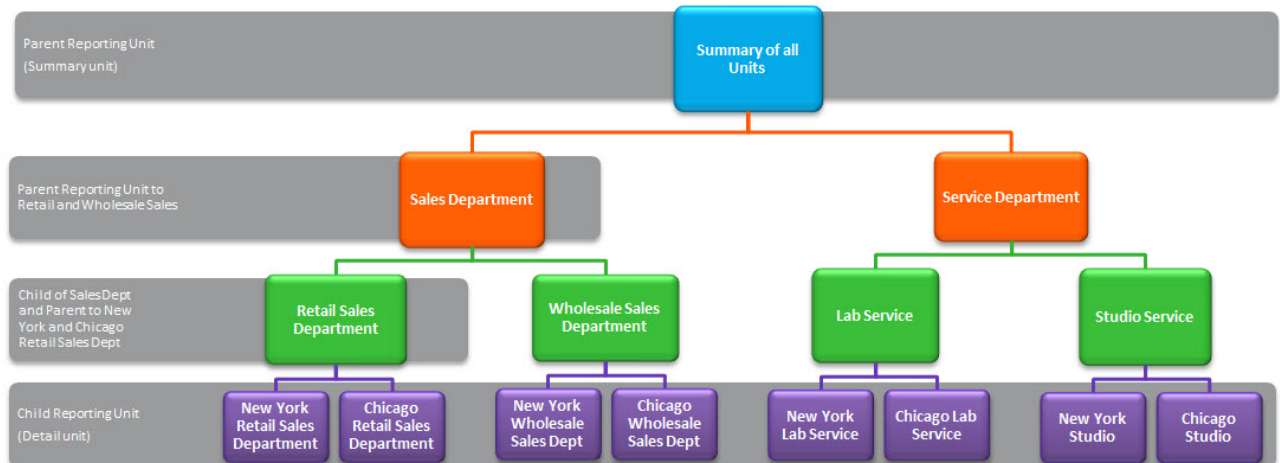 Parent Reporting Unit
(Summary unit)
Summary of all
Units
Parent Reporting Unit to
Retail and Wholesale Sales
Sales Department
Service Department
Child of Sales Dept
and Parent to New
York and Chicago
Retail Sales Dept
Retail Sales
Department
Wholesale Sales
Department
Lab Service
Studio Service
Child Reporting Unit
(Detail unit)
New York
Retail Sales
Department
Chicago
Retail Sales
Department
New York
Wholesale
Sales Dept
Chicago
Wholesale
Sales Dept
New York
Lab Service
Chicago Lab
Service
New York
Studio
Chicago
Studio